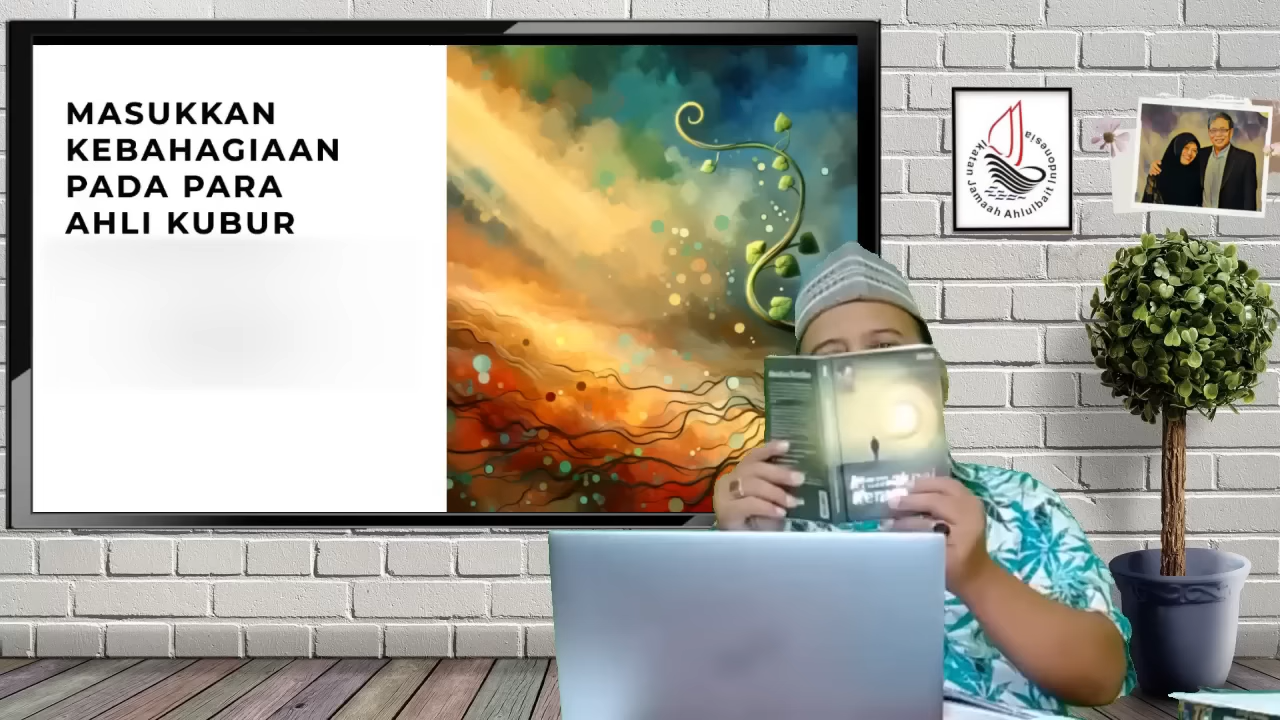 MASUKKAN
KEBAHAGIAAN
PADA PARA
AHLI KUBUR
Ikatan Jamaah Ahlulbait Indonesia